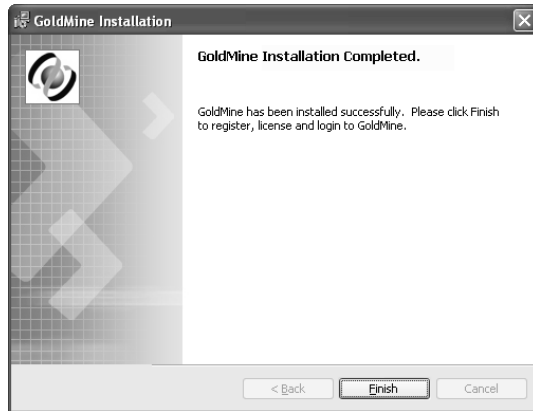 GoldMine Installation
GoldMine Installation Completed.
GoldMine has been installed successfully. Please click Finish
to register, license and login to GoldMine.
< Back
Finish
Cancel